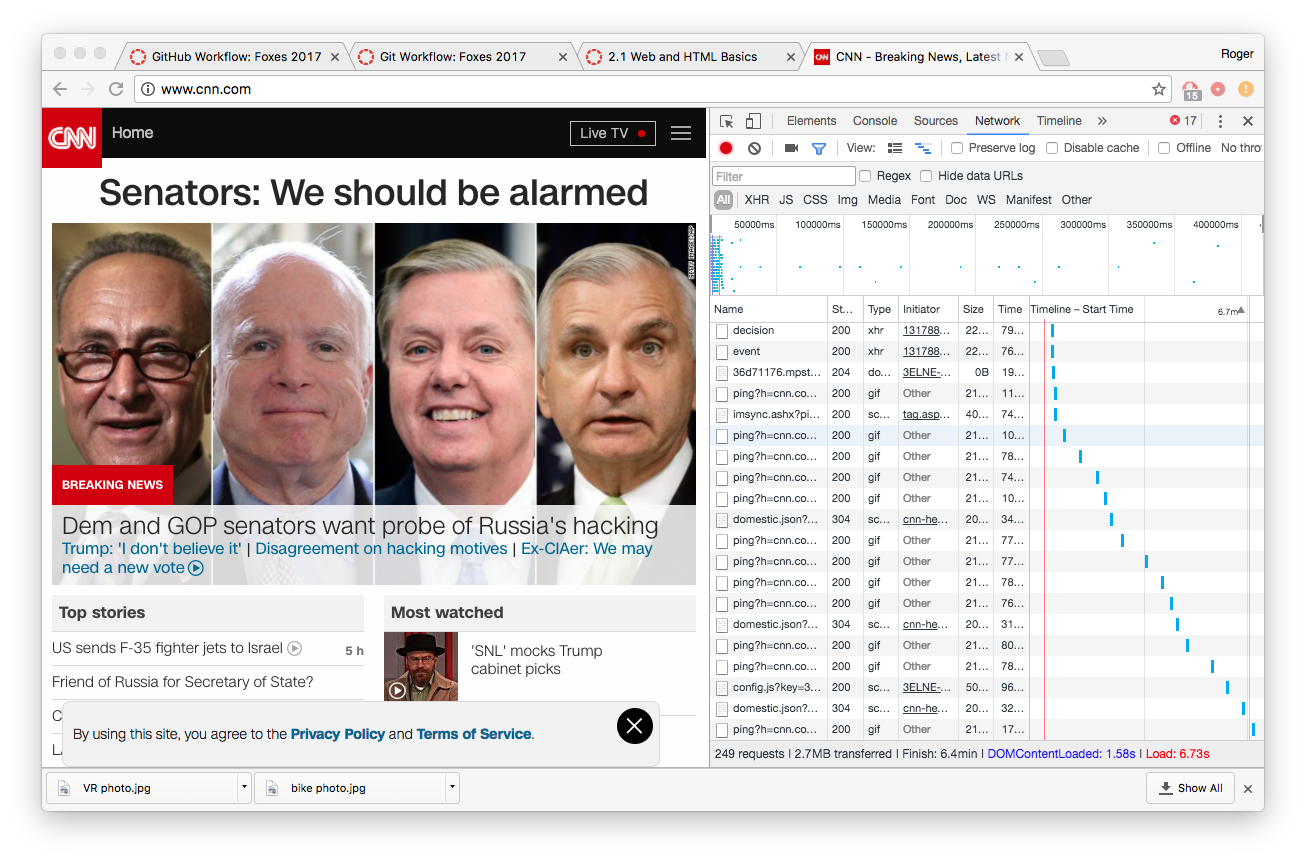 GitHub Workflow: Foxes 2017
Git Workflow: Foxes 2017
2.1 Web and HTML Basics
CNN - Breaking News, Latest
Roger
www.cnn.com
15
CNN
Home
Live TV
Senators: We should be alarmed
BREAKING NEWS
Dem and GOP senators want probe of Russia's hacking
Trump: 'I don't believe it' | Disagreement on hacking motives | Ex-CIAer: We may
need a new vote
Top stories
US sends F-35 fighter jets to Israel
5 h
Friend of Russia for Secretary of State?
Most watched
'SNL' mocks Trump
cabinet picks
By using this site, you agree to the Privacy Policy and Terms of Service.
Elements Console Sources Network Timeline » 17
View: Preserve log Disable cache Offline No thro
Filter Regex Hide data URLs
All XHR JS CSS Img Media Font Doc WS Manifest Other
50000ms 100000ms 150000ms 200000ms 250000ms 300000ms 350000ms 400000ms
Name St... Type Initiator Size Time Timeline – Start Time 6.7m
decision 200 xhr 131788... 22... 79...
event 200 xhr 131788... 22... 76...
36d71176.mpst... 204 do... 3ELNE-... 0B 19...
ping?h=cnn.co... 200 gif Other 21... 11...
imsync.ashx?pi... 200 sc... tag.asp... 40... 74...
ping?h=cnn.co... 200 gif Other 21... 10...
ping?h=cnn.co... 200 gif Other 21... 78...
ping?h=cnn.co... 200 gif Other 21... 74...
ping?h=cnn.co... 200 gif Other 21... 10...
domestic.json?... 304 sc... cnn-he... 20... 34...
ping?h=cnn.co... 200 gif Other 21... 77...
ping?h=cnn.co... 200 gif Other 21... 77...
ping?h=cnn.co... 200 gif Other 21... 78...
ping?h=cnn.co... 200 gif Other 21... 76...
domestic.json?... 304 sc... cnn-he... 20... 31...
ping?h=cnn.co... 200 gif Other 21... 80...
ping?h=cnn.co... 200 gif Other 21... 78...
config.js?key=3... 200 sc... 3ELNE-... 50... 96...
domestic.json?... 304 sc... cnn-he... 20... 32...
ping?h=cnn.co... 200 gif Other 21... 17...
249 requests | 2.7MB transferred | Finish: 6.4min | DOMContentLoaded: 1.58s | Load: 6.73s
VR photo.jpg
bike photo.jpg
Show All